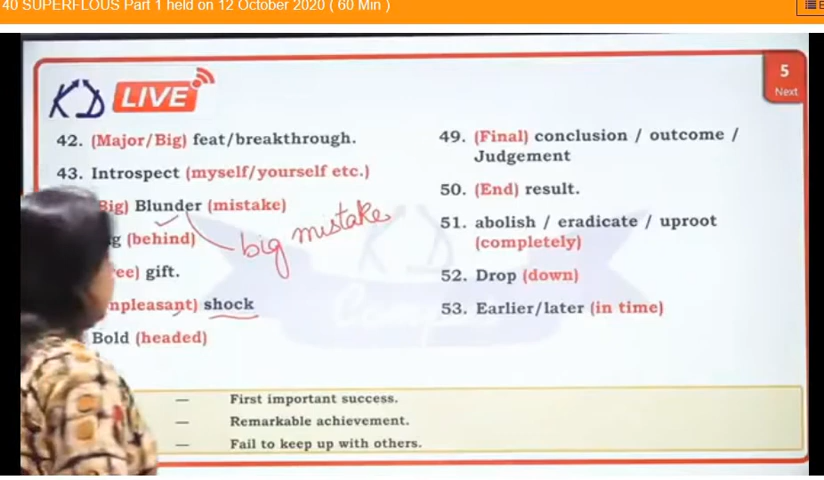 40 SUPERFLOUS Part 1 held on 12 October 2020 ( 60 Min )
KD LIVE
5
Next
42. (Major/Big) feat/breakthrough.
43. Introspect (myself/yourself etc.)
Big) Blunder (mistake)
big mistake
(behind)
gift.
shock
Bold (headed)
49. (Final) conclusion / outcome /
Judgement
50. (End) result.
51. abolish / eradicate / uproot
(completely)
52. Drop (down)
53. Earlier/later (in time)
— First important success.
— Remarkable achievement.
— Fail to keep up with others.